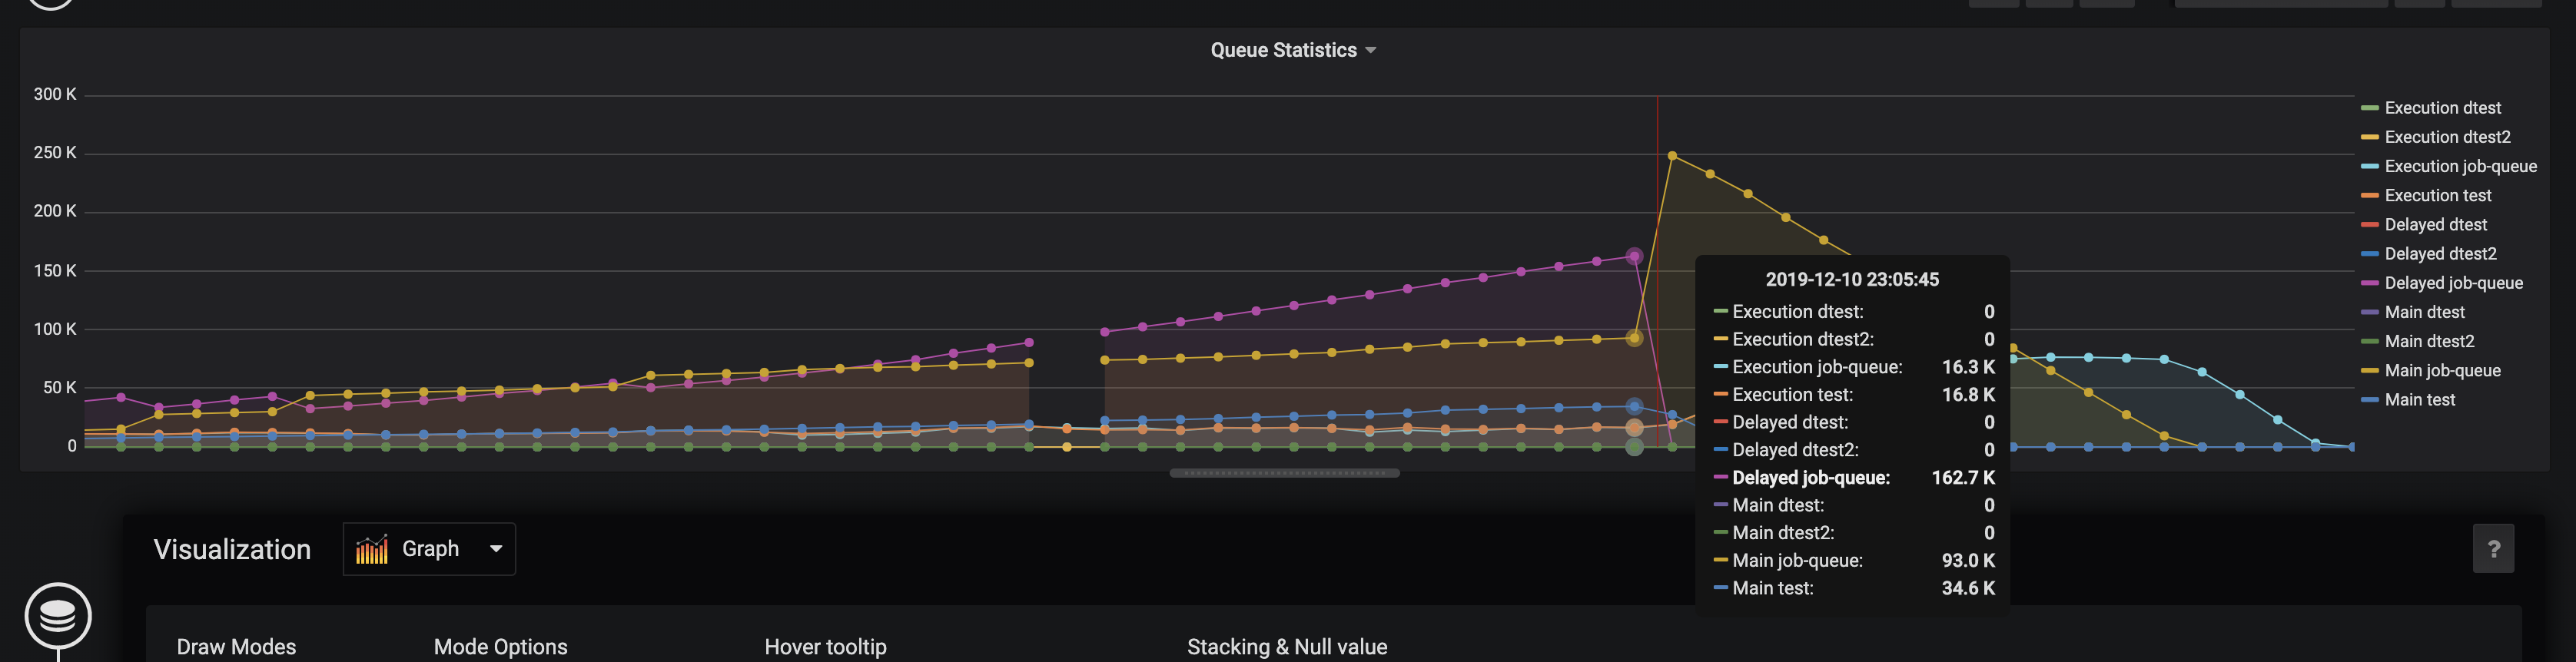 Queue Statistics
300 K
250 K
200 K
150 K
100 K
50 K
0
Execution dtest
Execution dtest2
Execution job-queue
Execution test
Delayed dtest
Delayed dtest2
Delayed job-queue
Main dtest
Main dtest2
Main job-queue
Main test
2019-12-10 23:05:45
Execution dtest: 0
Execution dtest2: 0
Execution job-queue: 16.3 K
Execution test: 16.8 K
Delayed dtest: 0
Delayed dtest2: 0
Delayed job-queue: 162.7 K
Main dtest: 0
Main dtest2: 0
Main job-queue: 93.0 K
Main test: 34.6 K
Visualization Graph ?
Draw Modes Mode Options Hover tooltip Stacking & Null value